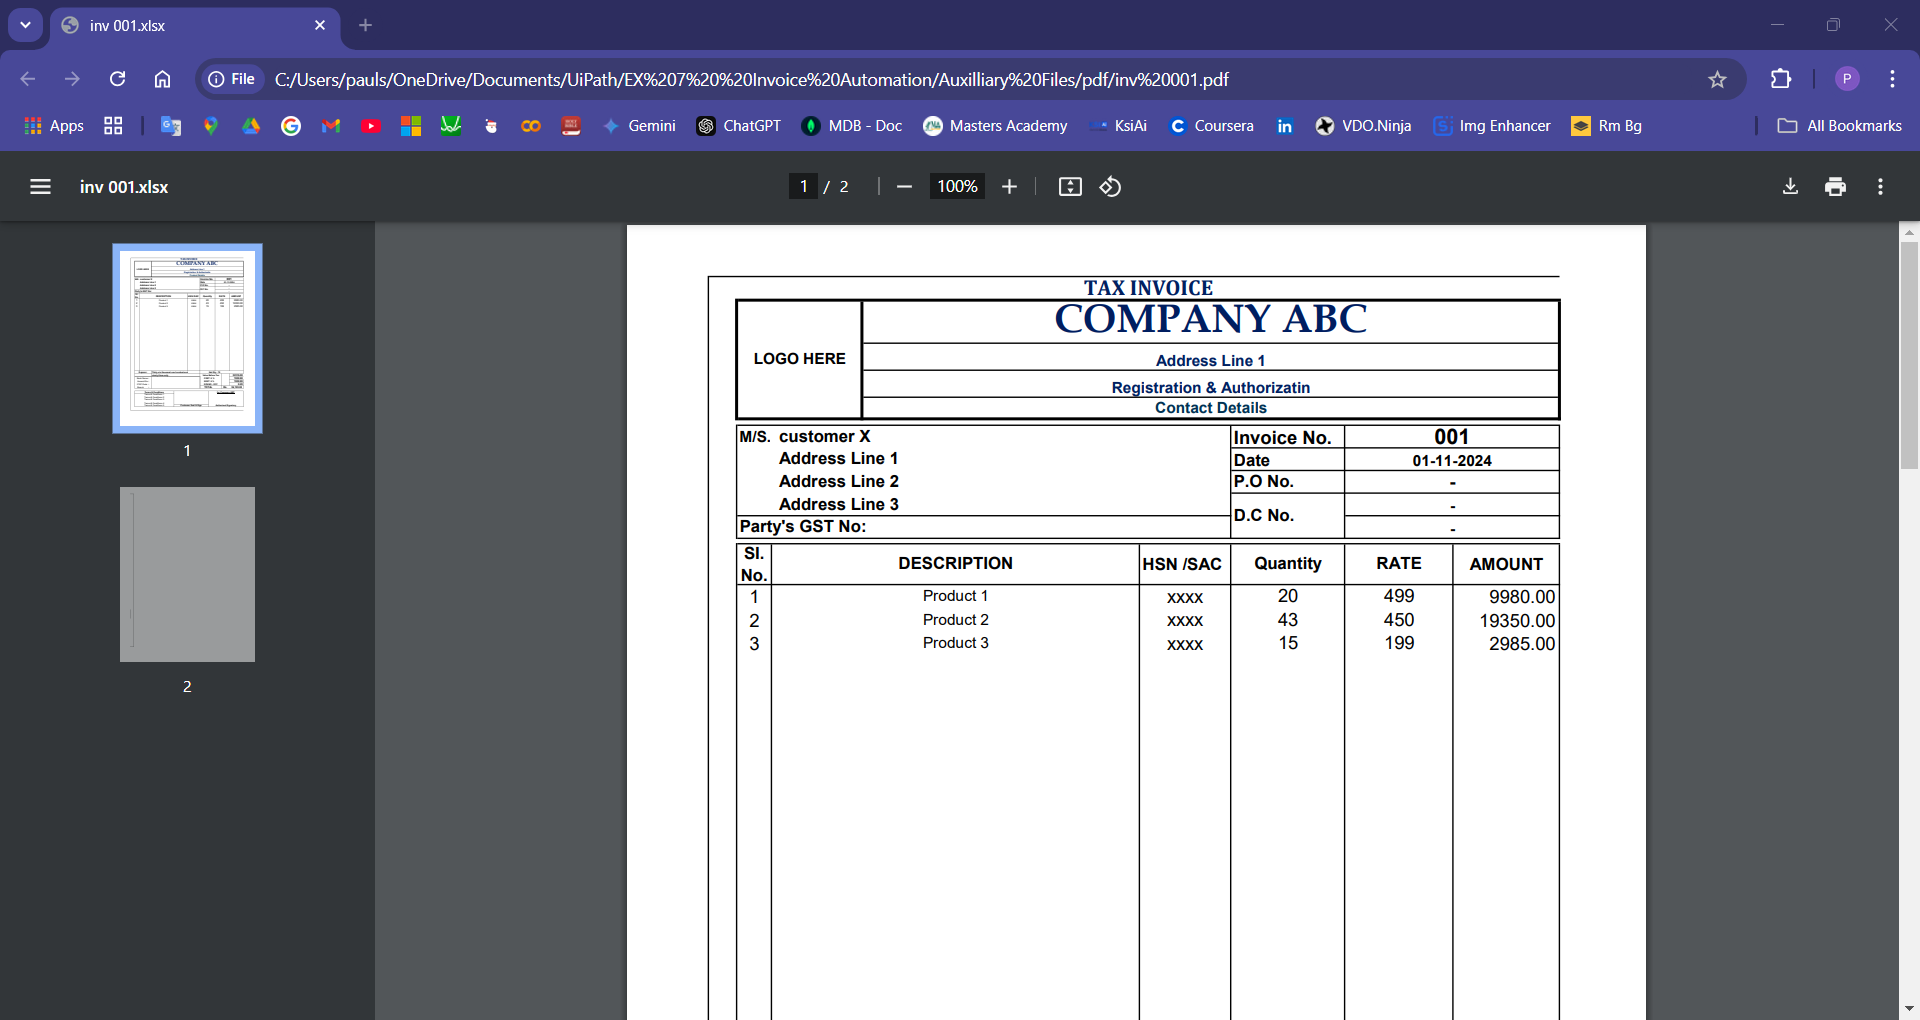 inv 001.xlsx
File C:/Users/pauls/OneDrive/Documents/UiPath/EX%207%20%20Invoice%20Automation/Auxilliary%20Files/pdf/inv%20001.pdf P
Apps Gemini ChatGPT MDB - Doc Masters Academy KsiAi Coursera VDO.Ninja Img Enhancer Rm Bg All Bookmarks
inv 001.xlsx 1 / 2 100%
1
2
TAX INVOICE
COMPANY ABC
LOGO HERE
Address Line 1
Registration & Authorizatin
Contact Details
M/S. customer X
Address Line 1
Address Line 2
Address Line 3
Party's GST No:
Invoice No. 001
Date 01-11-2024
P.O No. -
D.C No. -
-
SI. No. DESCRIPTION HSN /SAC Quantity RATE AMOUNT
1 Product 1 xxxx 20 499 9980.00
2 Product 2 xxxx 43 450 19350.00
3 Product 3 xxxx 15 199 2985.00